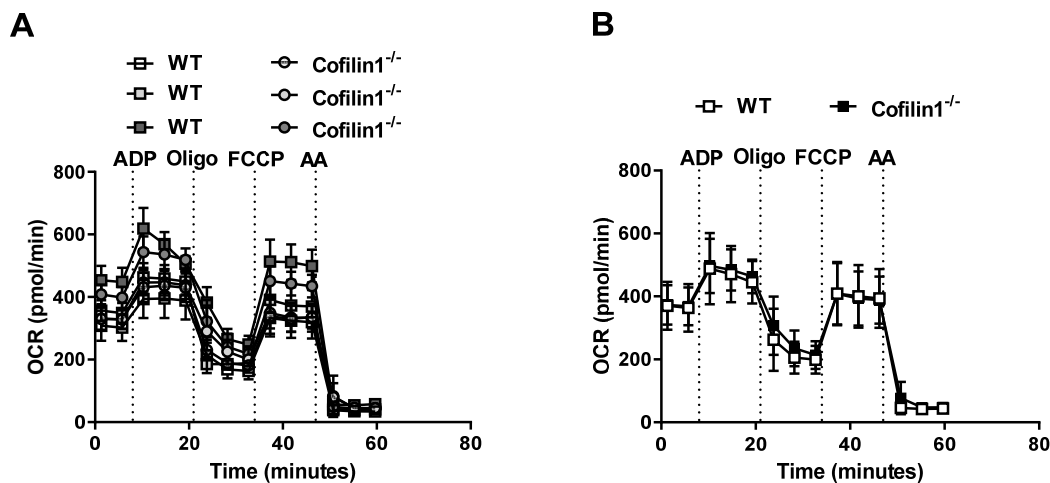 A
WT Cofilin1-/-
WT Cofilin1-/-
WT Cofilin1-/-
ADP Oligo FCCP AA
800
600
400
200
0
OCR (pmol/min)
0 20 40 60 80
Time (minutes)
B
WT Cofilin1-/-
ADP Oligo FCCP AA
800
600
400
200
0
OCR (pmol/min)
0 20 40 60 80
Time (minutes)